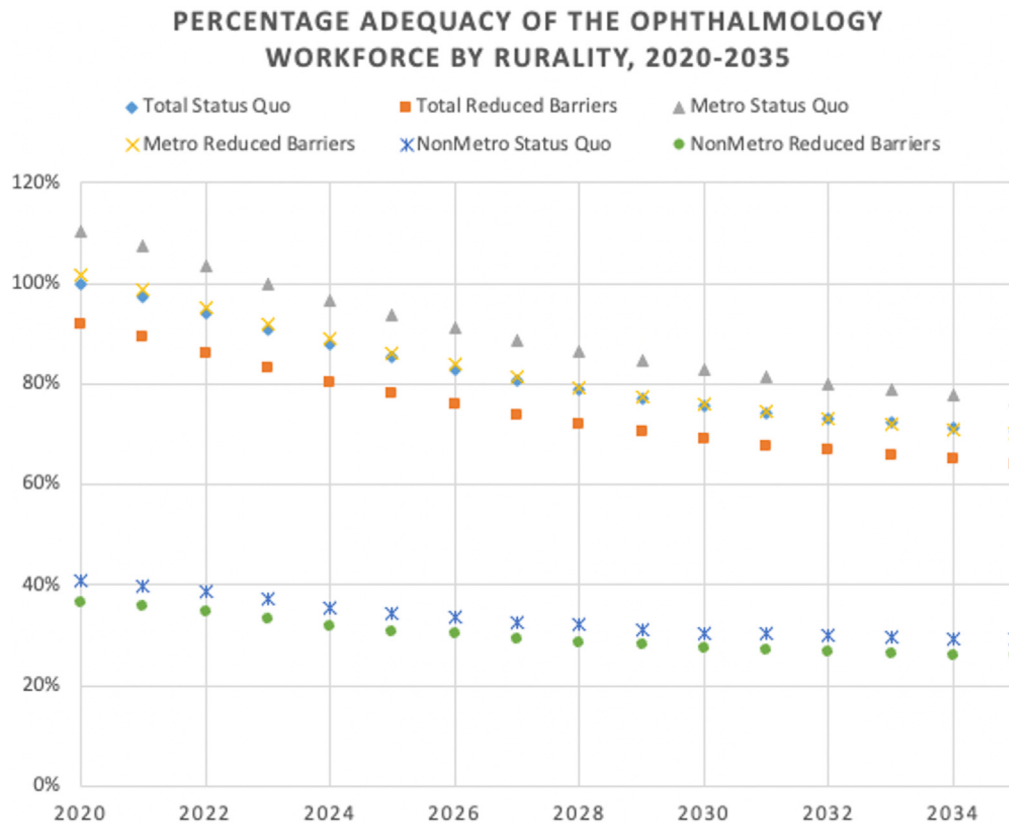 PERCENTAGE ADEQUACY OF THE OPHTHALMOLOGY
WORKFORCE BY RURALITY, 2020-2035
Total Status Quo
Total Reduced Barriers
Metro Status Quo
Metro Reduced Barriers
NonMetro Status Quo
NonMetro Reduced Barriers
120%
100%
80%
60%
40%
20%
0%
2020 2022 2024 2026 2028 2030 2032 2034